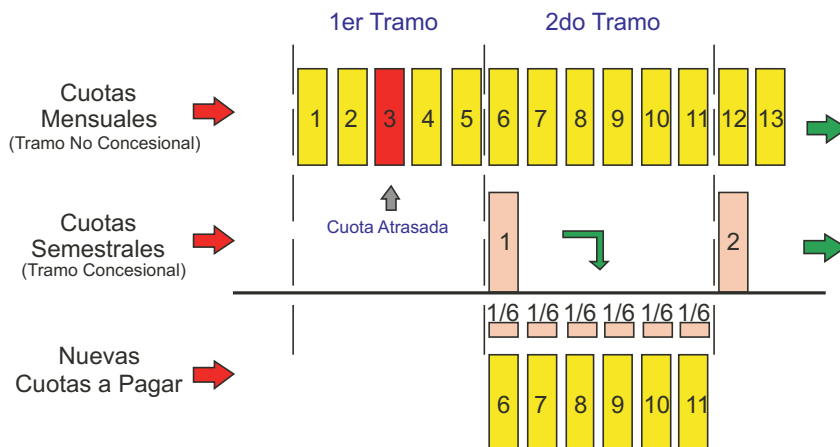 1er Tramo 2do Tramo
Cuotas
Mensuales
(Tramo No Concesional)
1 2 3 4 5 6 7 8 9 10 11 12 13
Cuota Atrasada
Cuotas
Semestrales
(Tramo Concesional)
1 2
1/6 1/6 1/6 1/6 1/6 1/6
Nuevas
Cuotas a Pagar
6 7 8 9 10 11